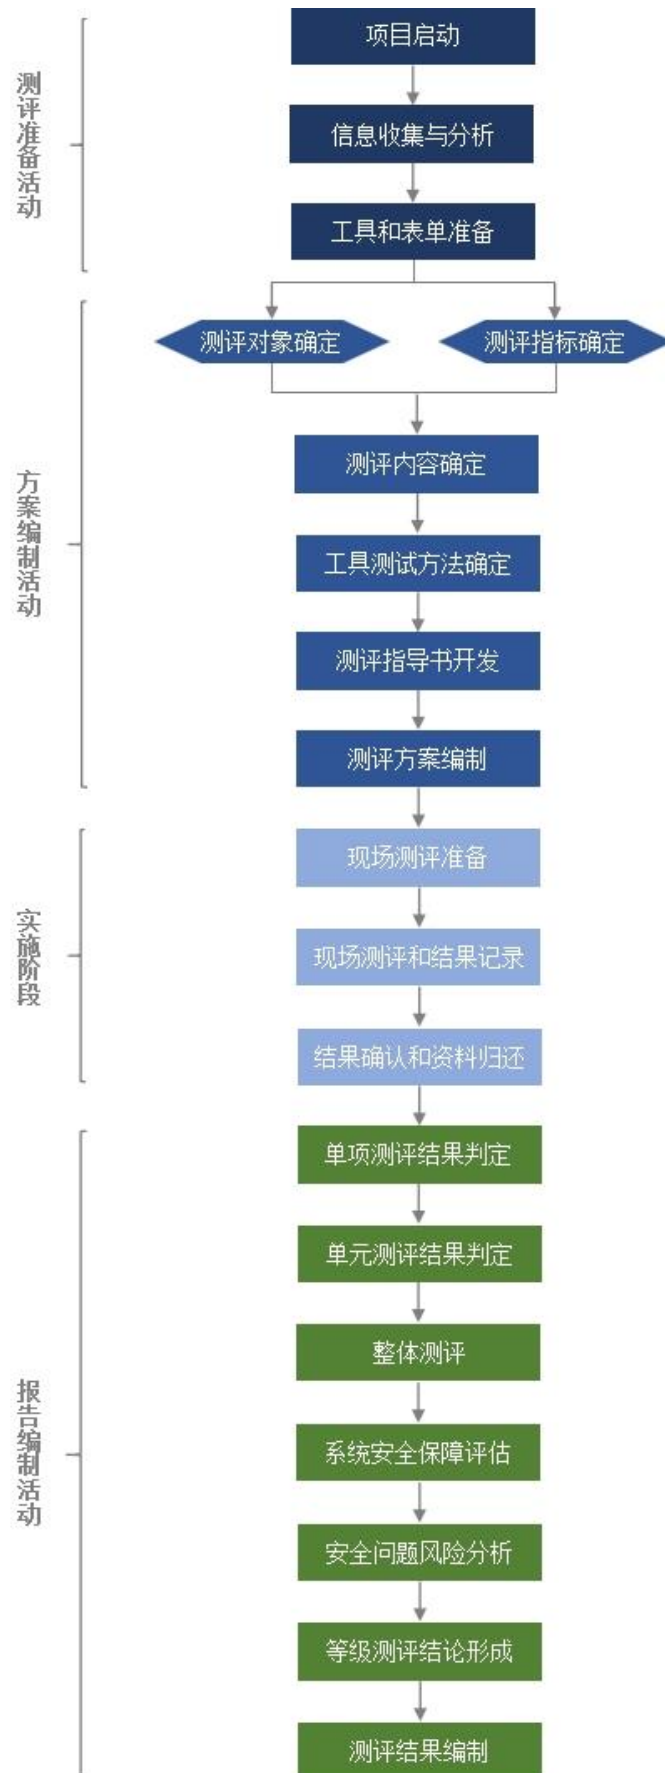 测评准备活动
项目启动
信息收集与分析
工具和表单准备
方案编制活动
测评对象确定
测评指标确定
测评内容确定
工具测试方法确定
测评指导书开发
测评方案编制
实施阶段
现场测评准备
现场测评和结果记录
结果确认和资料归还
报告编制活动
单项测评结果判定
单元测评结果判定
整体测评
系统安全保障评估
安全问题风险分析
等级测评结论形成
测评结果编制